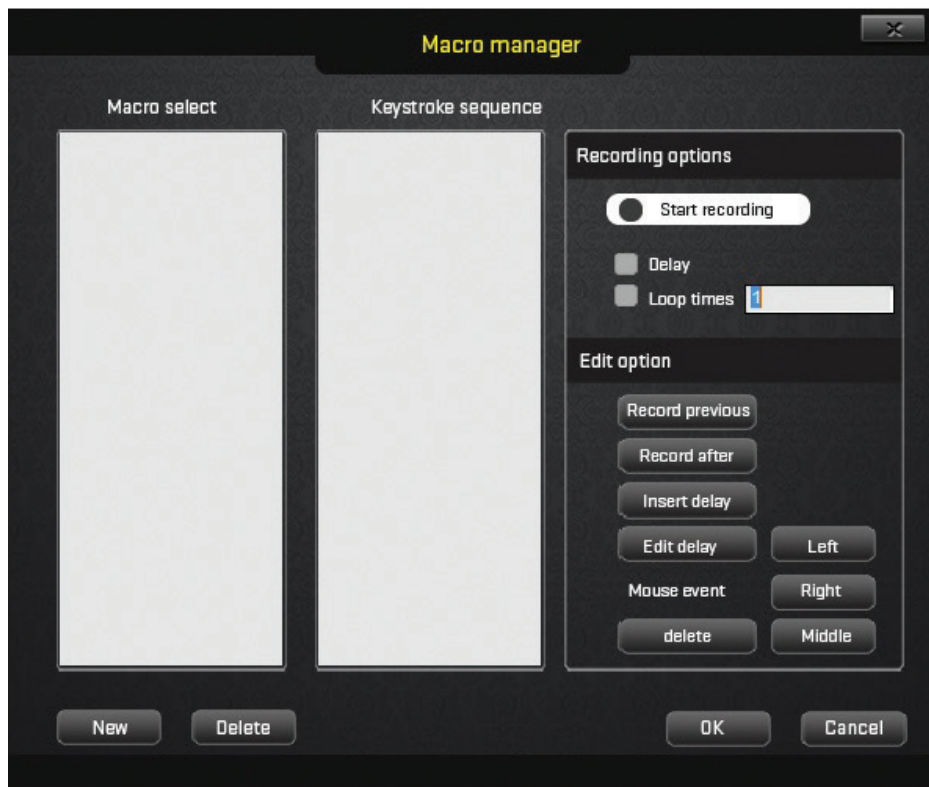 Macro manager
Macro select
Keystroke sequence
Recording options
Start recording
Delay
Loop times 1
Edit option
Record previous
Record after
Insert delay
Edit delay Left
Mouse event Right
delete Middle
New Delete OK Cancel